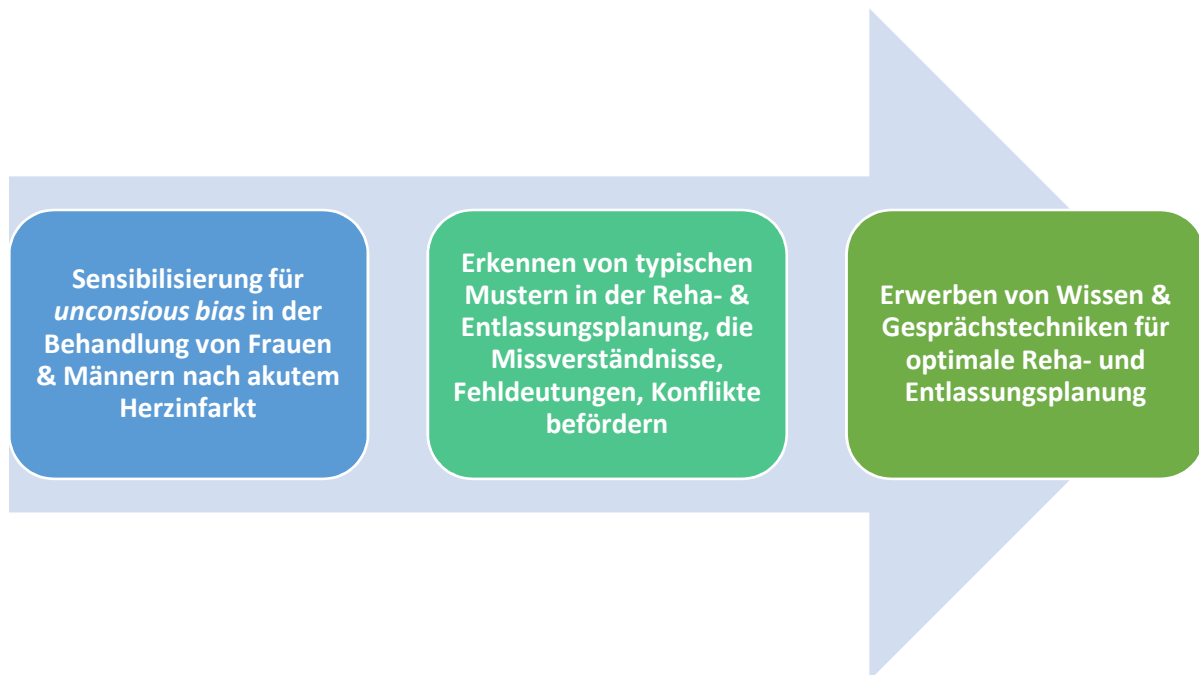 Sensibilisierung für
unconsious bias in der
Behandlung von Frauen
& Männern nach akutem
Herzinfarkt
Erkennen von typischen
Mustern in der Reha- &
Entlassungsplanung, die
Missverständnisse,
Fehldeutungen, Konflikte
befördern
Erwerben von Wissen &
Gesprächstechniken für
optimale Reha- und
Entlassungsplanung